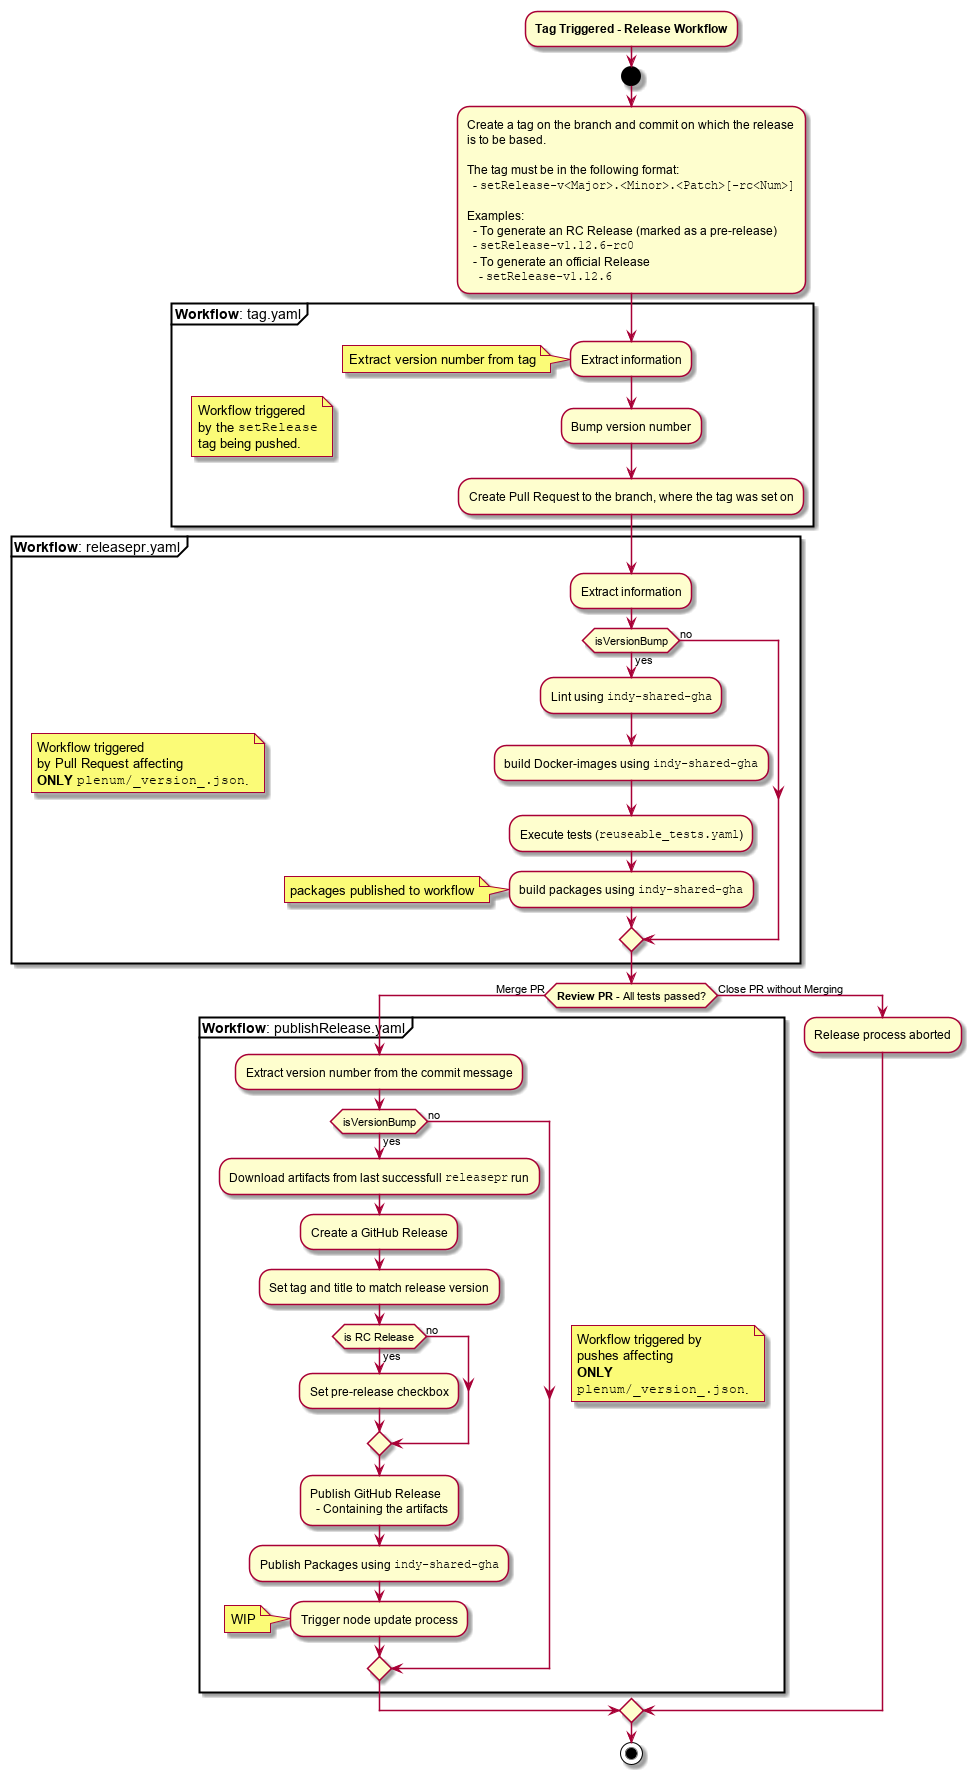 Tag Triggered - Release Workflow
Create a tag on the branch and commit on which the release
is to be based.
The tag must be in the following format:
- setRelease-v<Major>.<Minor>.<Patch>[-rc<Num>]
Examples:
- To generate an RC Release (marked as a pre-release)
- setRelease-v1.12.6-rc0
- To generate an official Release
- setRelease-v1.12.6
Workflow: tag.yaml
Extract version number from tag
Extract information
Workflow triggered
by the setRelease
tag being pushed.
Bump version number
Create Pull Request to the branch, where the tag was set on
Workflow: releasepr.yaml
Extract information
isVersionBump
no
yes
Lint using indy-shared-gha
Workflow triggered
by Pull Request affecting
ONLY plenum/_version_.json.
build Docker-images using indy-shared-gha
Execute tests (reuseable_tests.yaml)
packages published to workflow
build packages using indy-shared-gha
Merge PR
Review PR - All tests passed?
Close PR without Merging
Workflow: publishRelease.yaml
Release process aborted
Extract version number from the commit message
isVersionBump
no
yes
Download artifacts from last successfull releasepr run
Create a GitHub Release
Set tag and title to match release version
is RC Release
no
yes
Workflow triggered by
pushes affecting
ONLY
plenum/_version_.json.
Set pre-release checkbox
Publish GitHub Release
- Containing the artifacts
Publish Packages using indy-shared-gha
WIP
Trigger node update process